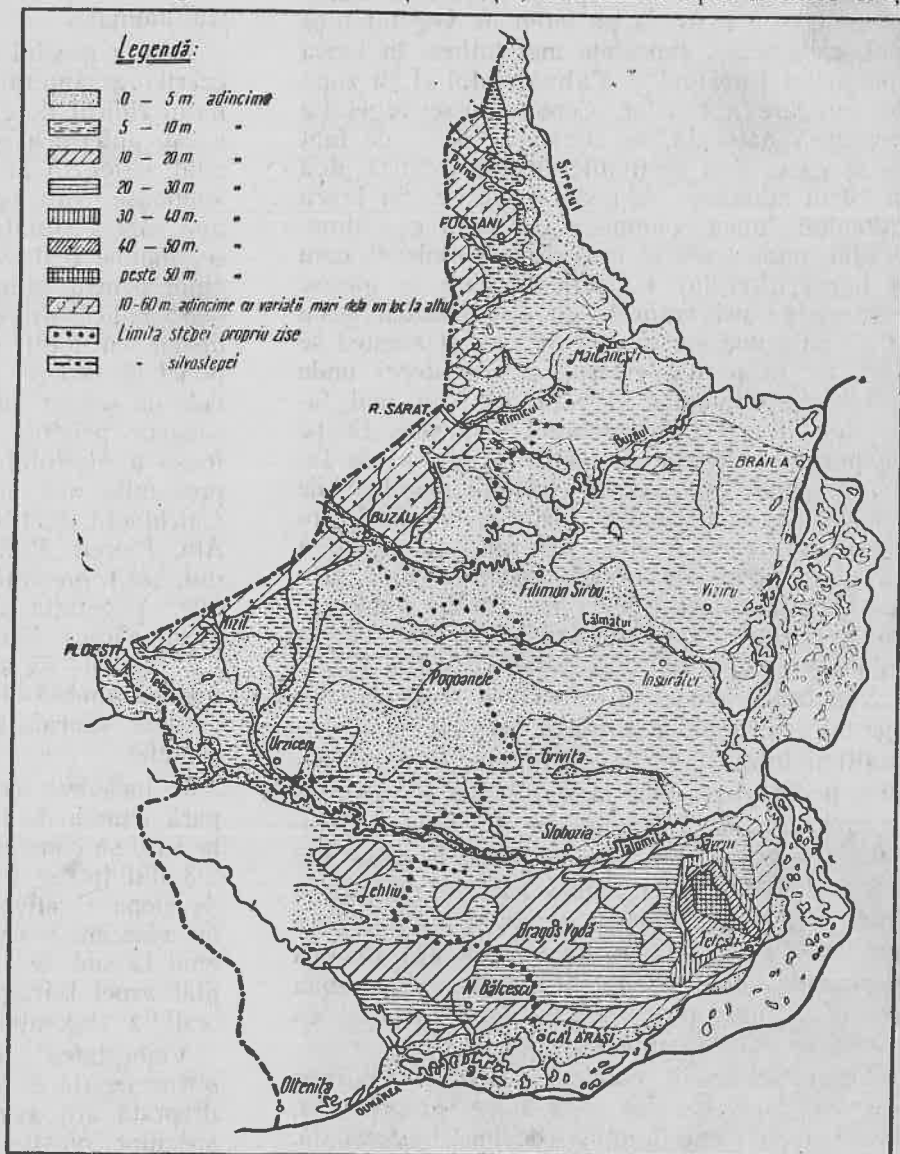 Legendă:
0 – 5 m. adîncime
5 – 10 m. "
10 – 20 m. "
20 – 30 m "
30 – 40 m. "
40 – 50 m. "
peste 50 m. "
10-60 m. adîncime cu variații mari dela un loc la altul
Limita stepei propriu zise
" silvostepei
Siretul
Putna
FOCȘANI
Măicănești
R. SĂRAT
Rîmnicul Sărat
Buzăul
BRĂILA
BUZĂU
Filimon Sîrbu
Viziru
Călmățui
Mizil
PLOEȘTI
Teleajenul
Pogoanele
Însurăței
Urziceni
Grivița
Slobozia
Ialomița
Lehliu
Dragoș Vodă
Fetești
N. Bălcescu
CĂLĂRAȘI
Oltenița
DUNĂREA